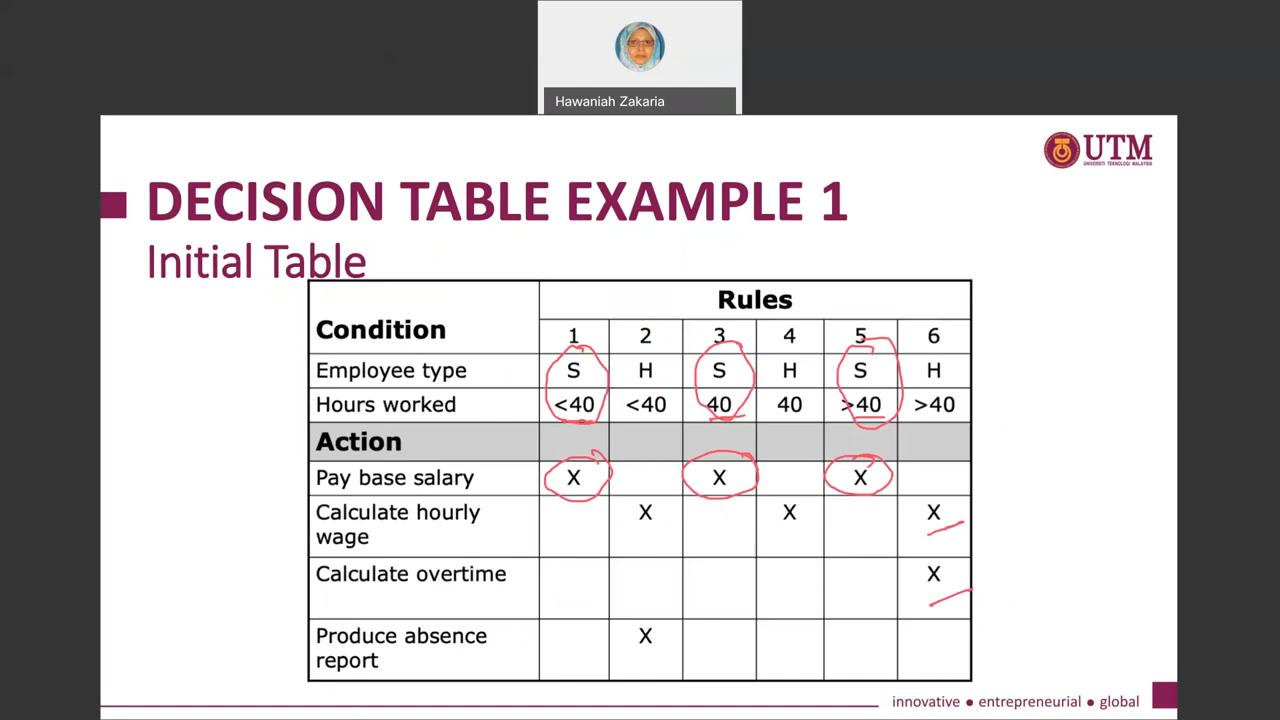 Hawaniah Zakaria
UTM
UNIVERSITI TEKNOLOGI MALAYSIA
DECISION TABLE EXAMPLE 1
Initial Table
Rules
Condition
1 2 3 4 5 6
Employee type S H S H S H
Hours worked <40 <40 40 40 >40 >40
Action
Pay base salary X X X
Calculate hourly X X X
wage
Calculate overtime X
Produce absence X
report
innovative ● entrepreneurial ● global